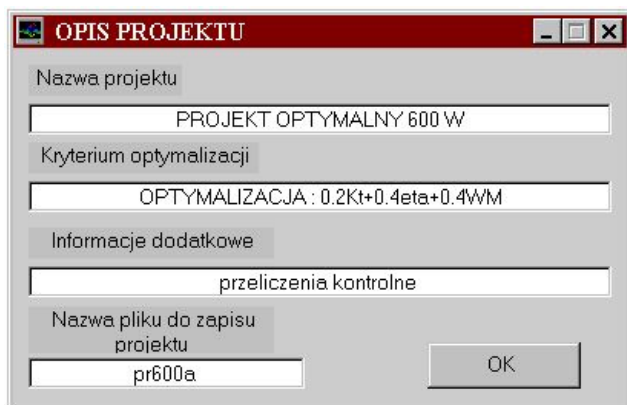 OPIS PROJEKTU
Nazwa projektu
PROJEKT OPTYMALNY 600 W
Kryterium optymalizacji
OPTYMALIZACJA : 0.2Kt+0.4eta+0.4WM
Informacje dodatkowe
przeliczenia kontrolne
Nazwa pliku do zapisu
projektu
pr600a
OK